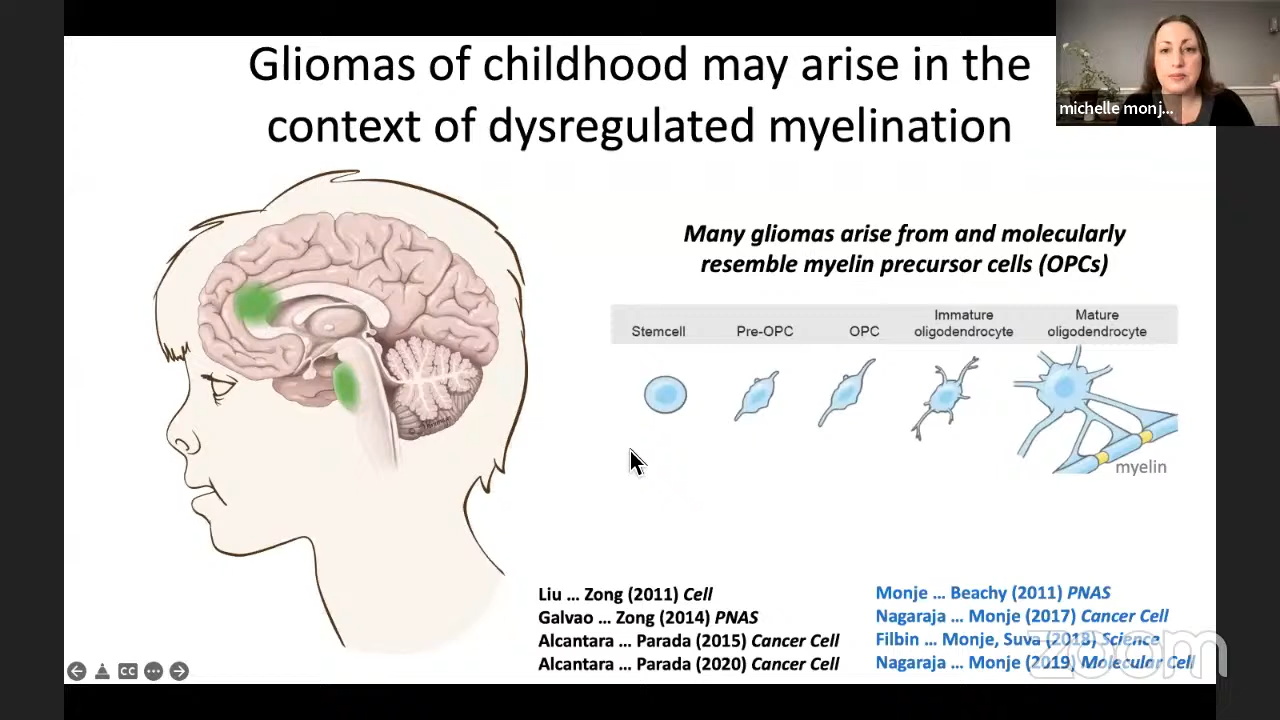 Gliomas of childhood may arise in the
context of dysregulated myelination
michelle monj...
Many gliomas arise from and molecularly
resemble myelin precursor cells (OPCs)
Stemcell
Pre-OPC
OPC
Immature
oligodendrocyte
Mature
oligodendrocyte
myelin
Liu ... Zong (2011) Cell
Galvao ... Zong (2014) PNAS
Alcantara ... Parada (2015) Cancer Cell
Alcantara ... Parada (2020) Cancer Cell
Monje ... Beachy (2011) PNAS
Nagaraja ... Monje (2017) Cancer Cell
Filbin ... Monje, Suva (2018) Science
Nagaraja ... Monje (2019) Molecular Cell
zoom
CC